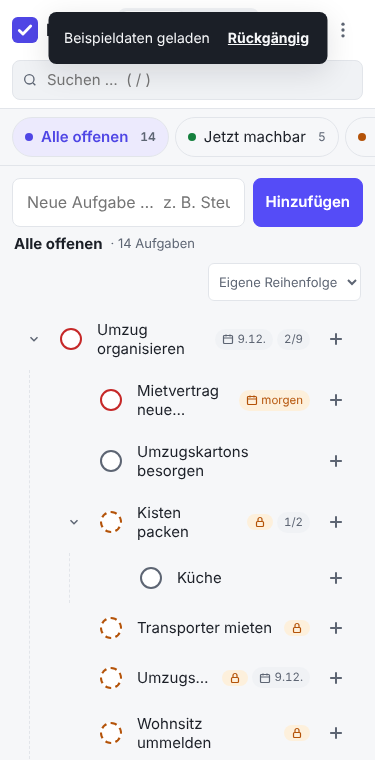 Beispieldaten geladen Rückgängig
Suchen … ( / )
Alle offenen 14 Jetzt machbar 5
Neue Aufgabe … z. B. Steu
Hinzufügen
Alle offenen · 14 Aufgaben
Eigene Reihenfolge
Umzug
organisieren
9.12. 2/9
Mietvertrag
neue…
morgen
Umzugskartons
besorgen
Kisten
packen
1/2
Küche
Transporter mieten
Umzugs… 9.12.
Wohnsitz
ummelden